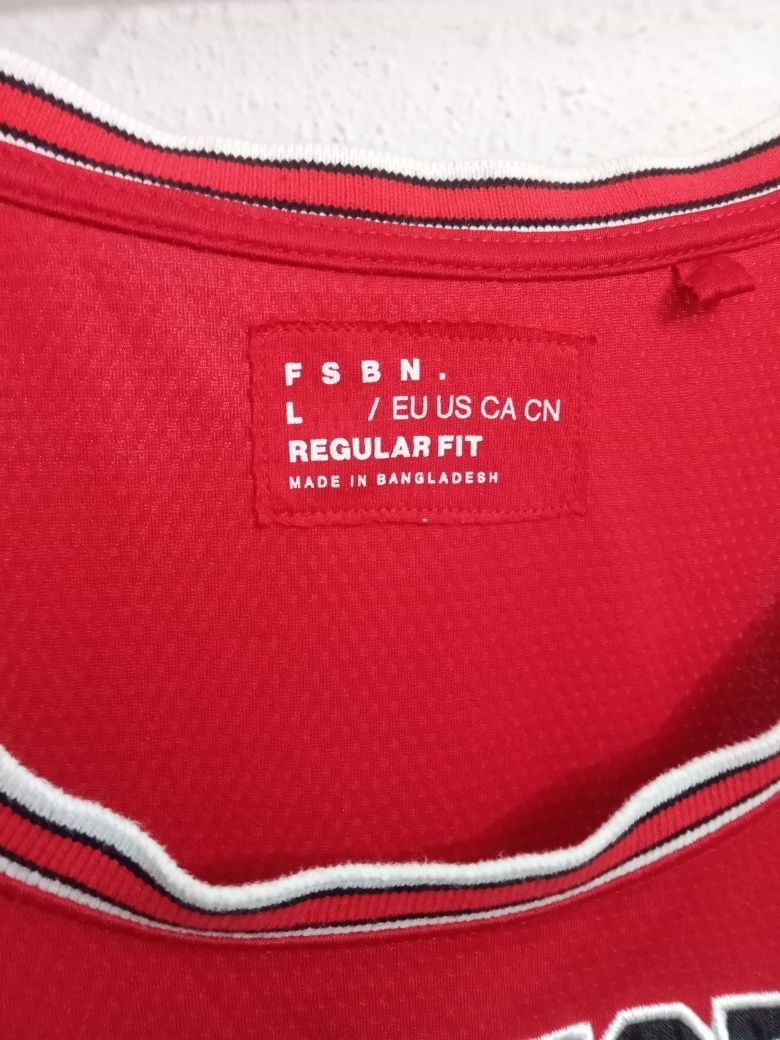 F S B N .
L / EU US CA CN
REGULAR FIT
MADE IN BANGLADESH